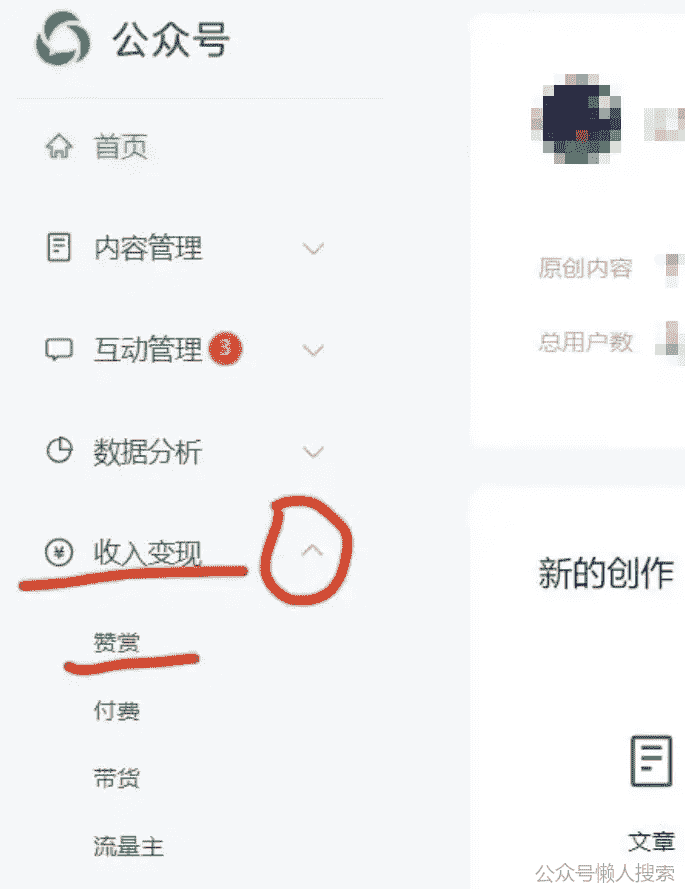 公众号
首页
内容管理
互动管理 3
数据分析
收入变现
赞赏
付费
带货
流量主
原创内容
总用户数
新的创作
文章
公众号懒人搜索